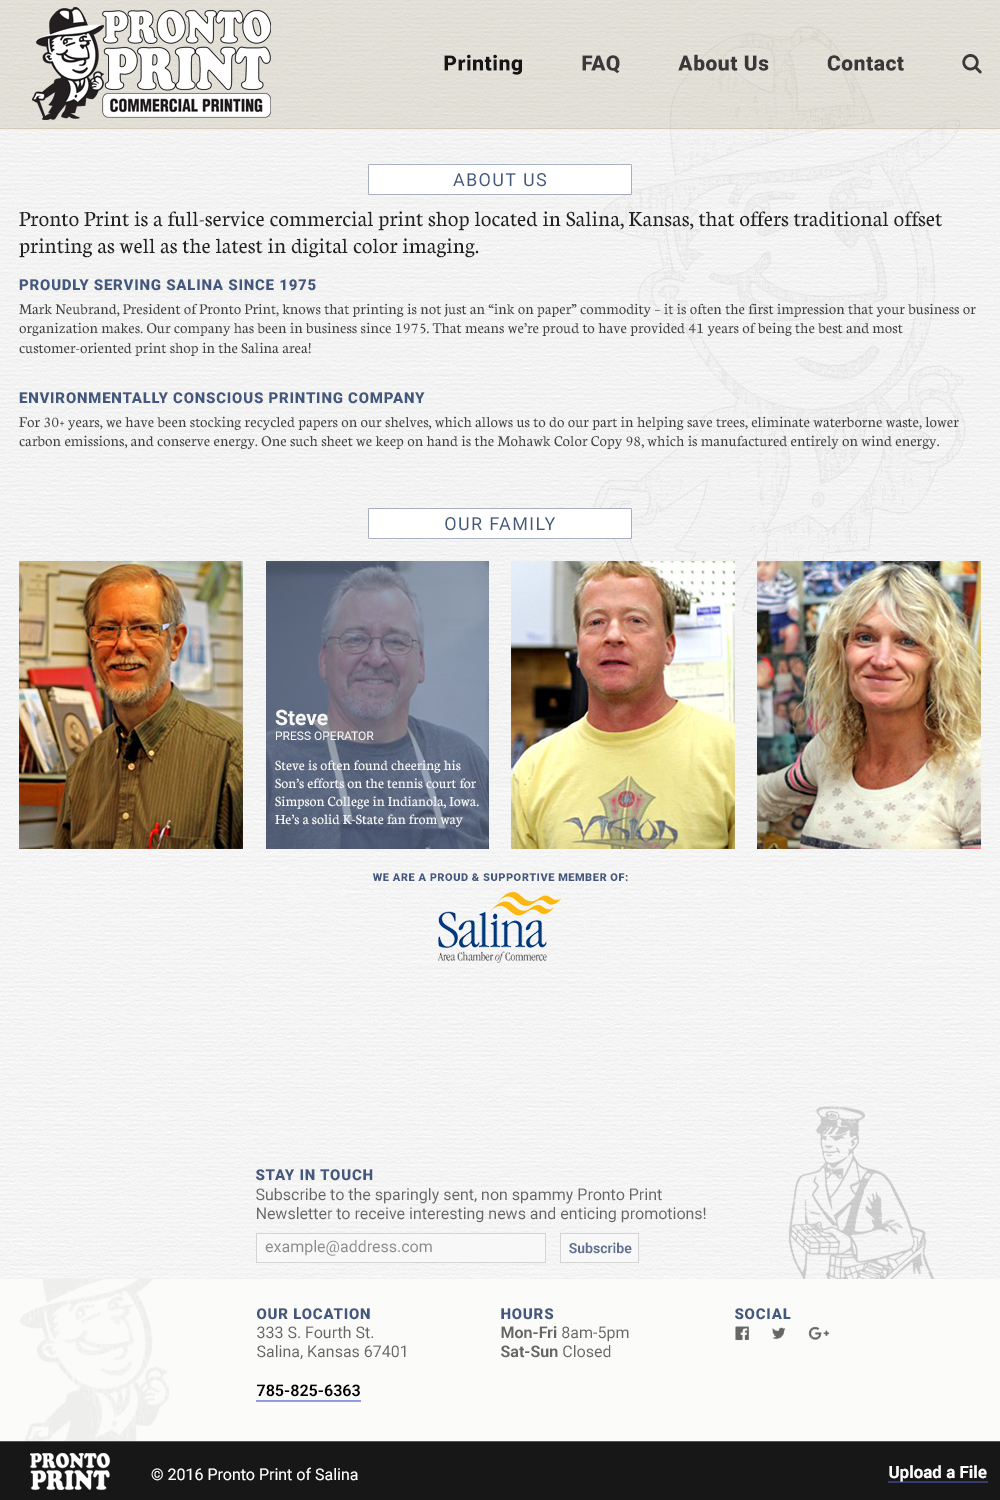 PRONTO
PRINT
COMMERCIAL PRINTING
Printing FAQ About Us Contact
ABOUT US
Pronto Print is a full-service commercial print shop located in Salina, Kansas, that offers traditional offset
printing as well as the latest in digital color imaging.
PROUDLY SERVING SALINA SINCE 1975
Mark Neubrand, President of Pronto Print, knows that printing is not just an “ink on paper” commodity – it is often the first impression that your business or
organization makes. Our company has been in business since 1975. That means we’re proud to have provided 41 years of being the best and most
customer-oriented print shop in the Salina area!
ENVIRONMENTALLY CONSCIOUS PRINTING COMPANY
For 30+ years, we have been stocking recycled papers on our shelves, which allows us to do our part in helping save trees, eliminate waterborne waste, lower
carbon emissions, and conserve energy. One such sheet we keep on hand is the Mohawk Color Copy 98, which is manufactured entirely on wind energy.
OUR FAMILY
Steve
PRESS OPERATOR
Steve is often found cheering his
Son’s efforts on the tennis court for
Simpson College in Indianola, Iowa.
He’s a solid K-State fan from way
VISION
WE ARE A PROUD & SUPPORTIVE MEMBER OF:
Salina
Area Chamber of Commerce
STAY IN TOUCH
Subscribe to the sparingly sent, non spammy Pronto Print
Newsletter to receive interesting news and enticing promotions!
example@address.com Subscribe
OUR LOCATION
333 S. Fourth St.
Salina, Kansas 67401
785-825-6363
HOURS
Mon-Fri 8am-5pm
Sat-Sun Closed
SOCIAL
G+
PRONTO
PRINT
© 2016 Pronto Print of Salina
Upload a File